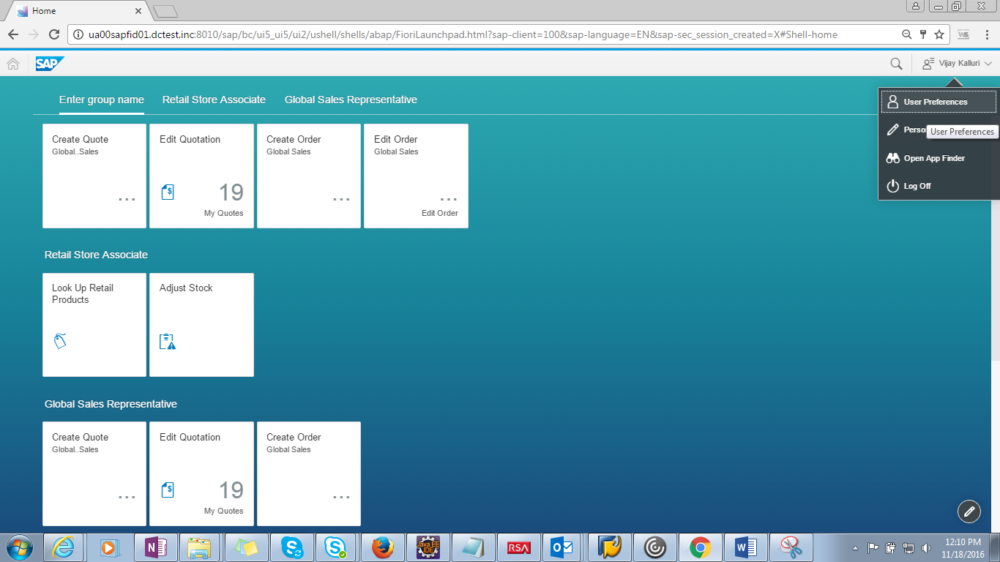 Home
ua00sapfid01.dctest.inc:8010/sap/bc/ui5_ui5/ui2/ushell/shells/abap/FioriLaunchpad.html?sap-client=100&sap-language=EN&sap-sec_session_created=X#Shell-home
WS
SAP
Vijay Kalluri
Enter group name
Retail Store Associate
Global Sales Representative
User Preferences
Perso
User Preferences
Open App Finder
Log Off
Create Quote
Global..Sales
...
Edit Quotation
$
19
My Quotes
Create Order
Global Sales
...
Edit Order
Global Sales
...
Edit Order
Retail Store Associate
Look Up Retail
Products
Adjust Stock
Global Sales Representative
Create Quote
Global..Sales
...
Edit Quotation
$
19
My Quotes
Create Order
Global Sales
...
Java EE
IDE
RSA
12:10 PM
11/18/2016